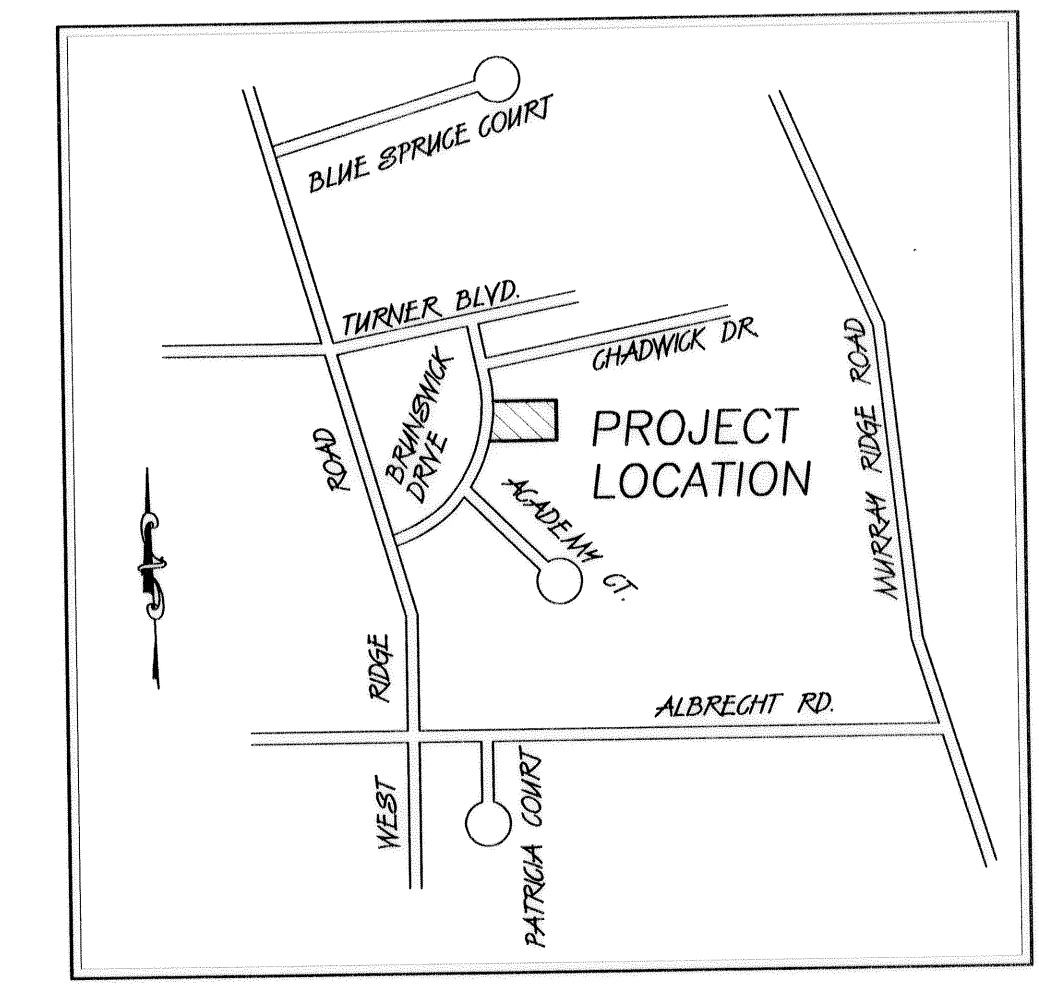 BLUE SPRUCE COURT
TURNER BLVD.
CHADWICK DR.
BRUNSWICK
DRIVE
PROJECT
LOCATION
ACADEMY CT.
MURRAY RIDGE ROAD
WEST RIDGE ROAD
ALBRECHT RD.
PATRICIA COURT